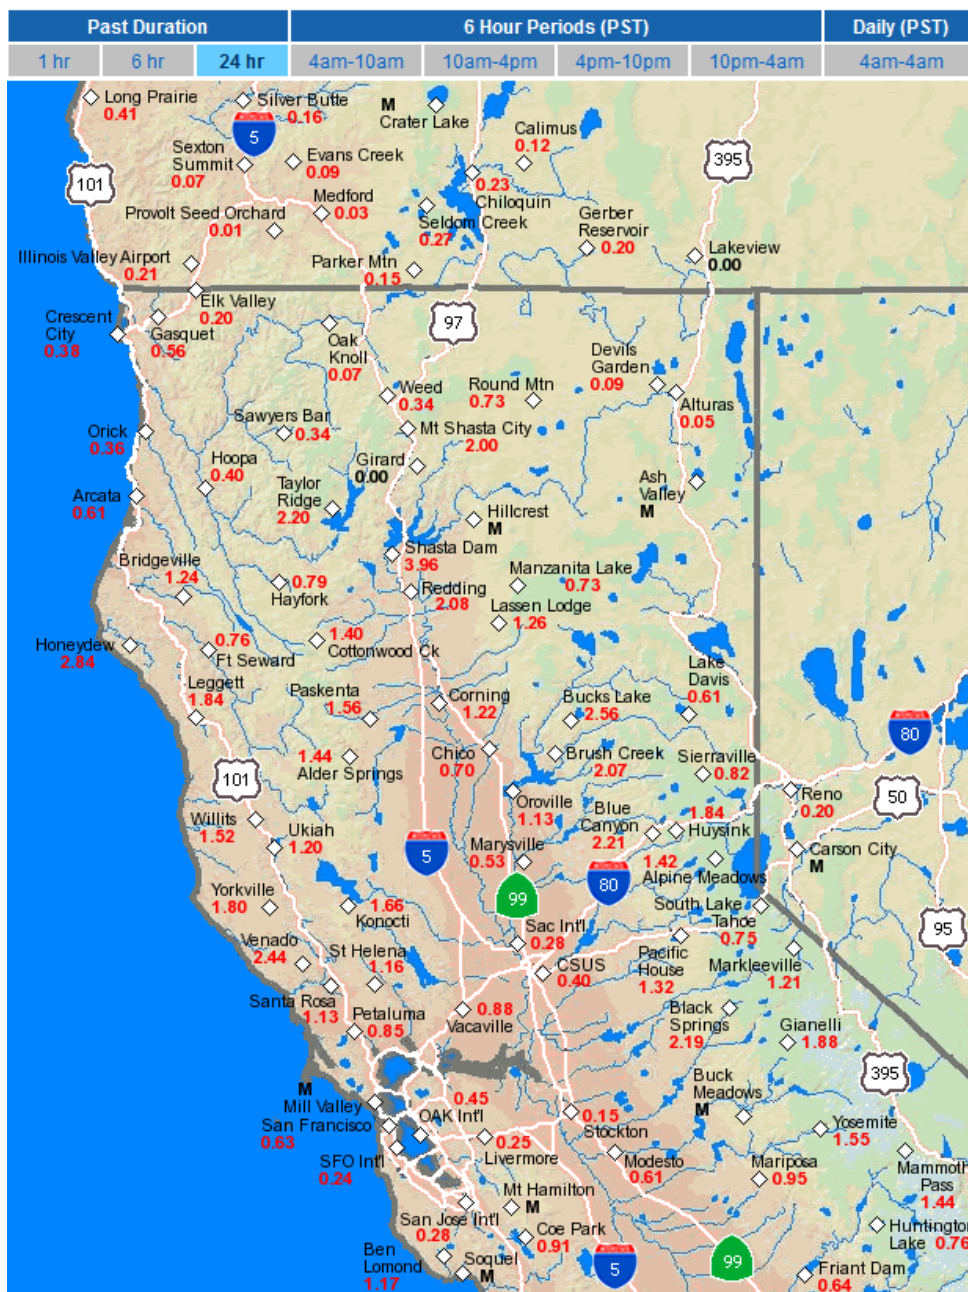 Past Duration 6 Hour Periods (PST) Daily (PST)
1 hr 6 hr 24 hr 4am-10am 10am-4pm 4pm-10pm 10pm-4am 4am-4am
Long Prairie
0.41
Silver Butte
0.16
M
Crater Lake
5
Calimus
0.12
395
Sexton
Summit
0.07
Evans Creek
0.09
101
0.23
Chiloquin
Medford
0.03
Provolt Seed Orchard
0.01
Seldom Creek
0.27
Gerber
Reservoir
0.20
Lakeview
0.00
Illinois Valley Airport
0.21
Parker Mtn
0.15
Elk Valley
0.20
Crescent
City
0.38
Gasquet
0.56
97
Oak
Knoll
0.07
Devils
Garden
0.09
Weed
0.34
Round Mtn
0.73
Alturas
0.05
Sawyers Bar
0.34
Mt Shasta City
2.00
Orick
0.36
Hoopa
0.40
Girard
0.00
Taylor
Ridge
2.20
Ash
Valley
M
Arcata
0.61
Hillcrest
M
Shasta Dam
3.96
Bridgeville
1.24
0.79
Hayfork
Redding
2.08
Manzanita Lake
0.73
Lassen Lodge
1.26
Honeydew
2.84
0.76
Ft Seward
1.40
Cottonwood Ck
Lake
Davis
0.61
Leggett
1.84
Paskenta
1.56
Corning
1.22
Bucks Lake
2.56
80
1.44
Alder Springs
Chico
0.70
Brush Creek
2.07
Sierraville
0.82
101
Oroville
1.13
Reno
0.20
50
Willits
1.52
Ukiah
1.20
Blue
Canyon
2.21
1.84
Huysink
5
Marysville
0.53
1.42
Alpine Meadows
Carson City
M
80
Yorkville
1.80
1.66
Konocti
99
South Lake
Tahoe
0.75
95
Venado
2.44
St Helena
1.16
Sac Int'l
0.28
CSUS
0.40
Pacific
House
1.32
Markleeville
1.21
Santa Rosa
1.13
Petaluma
0.85
0.88
Vacaville
Black
Springs
2.19
Gianelli
1.88
395
M
Mill Valley
San Francisco
0.63
0.45
OAK Int'l
0.15
Stockton
Buck
Meadows
M
Yosemite
1.55
SFO Int'l
0.24
0.25
Livermore
Modesto
0.61
Mariposa
0.95
Mammoth
Pass
1.44
San Jose Int'l
0.28
Mt Hamilton
M
Coe Park
0.91
Huntington
Lake 0.76
Ben
Lomond
1.17
Soquel
M
5
99
Friant Dam
0.64